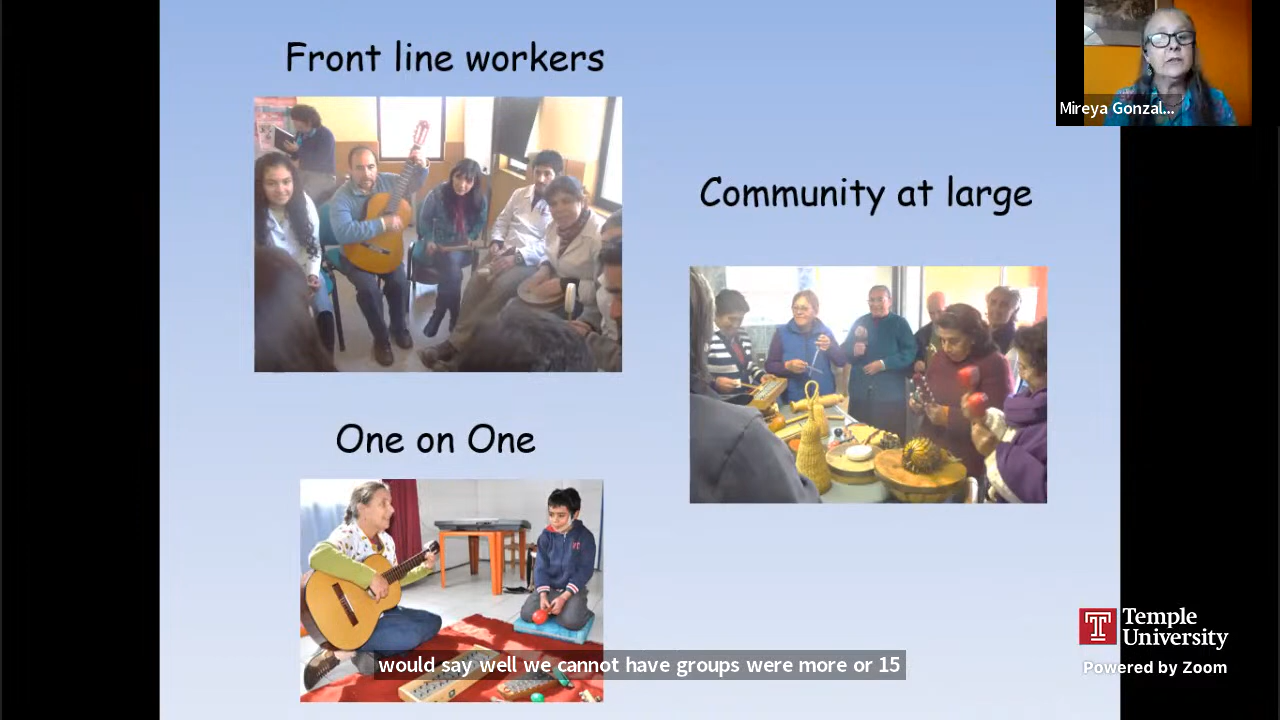 Front line workers
Mireya Gonzal...
Community at large
One on One
Temple
University
Powered by Zoom
would say well we cannot have groups were more or 15